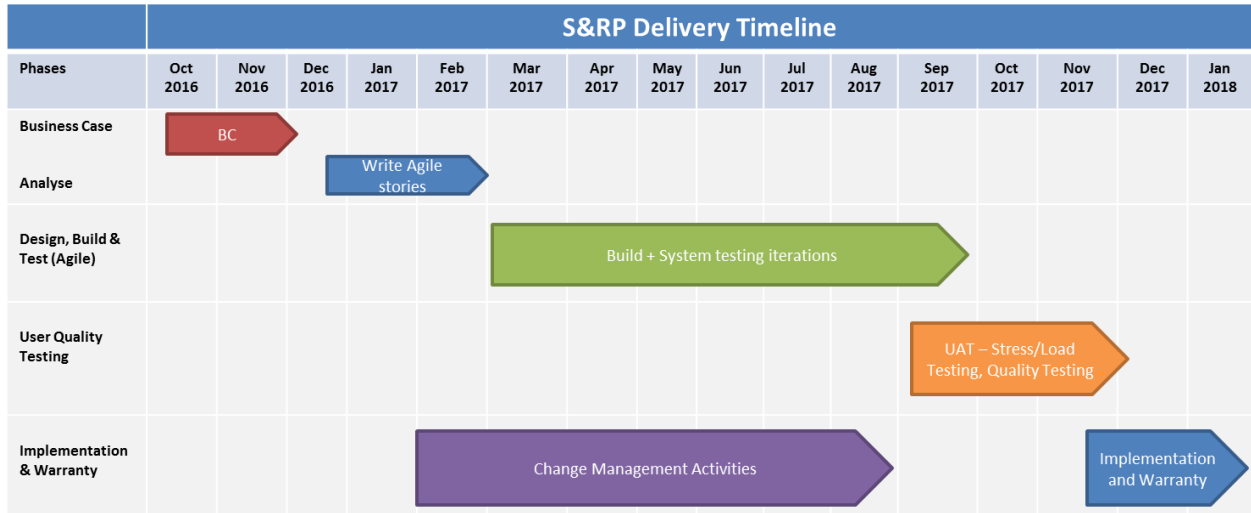 S&RP Delivery Timeline
Phases
Oct
2016
Nov
2016
Dec
2016
Jan
2017
Feb
2017
Mar
2017
Apr
2017
May
2017
Jun
2017
Jul
2017
Aug
2017
Sep
2017
Oct
2017
Nov
2017
Dec
2017
Jan
2018
Business Case
BC
Analyse
Write Agile
stories
Design, Build &
Test (Agile)
Build + System testing iterations
User Quality
Testing
UAT – Stress/Load
Testing, Quality Testing
Implementation
& Warranty
Change Management Activities
Implementation
and Warranty